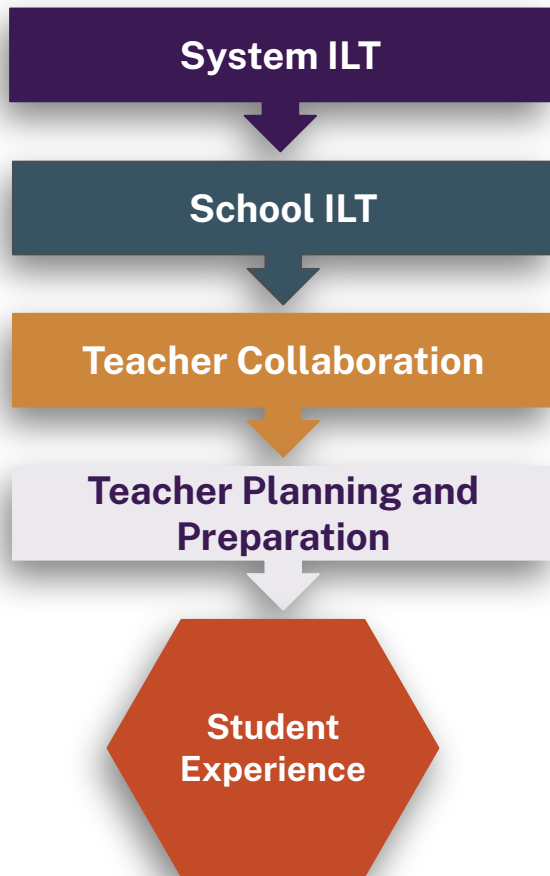 System ILT
School ILT
Teacher Collaboration
Teacher Planning and
Preparation
Student
Experience